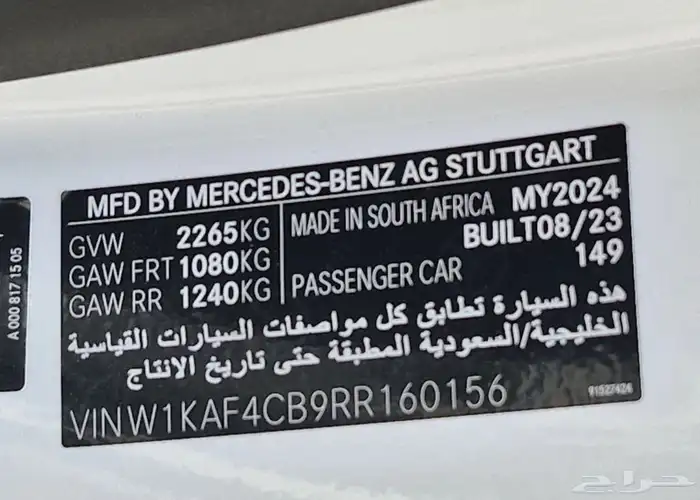 MFD BY MERCEDES-BENZ AG STUTTGART
GVW 2265KG
GAW FRT 1080KG
GAW RR 1240KG
MADE IN SOUTH AFRICA MY2024
BUILT08/23
PASSENGER CAR 149
هذه السيارة تطابق كل مواصفات السيارات القياسية
الخليجية/السعودية المطبقة حتى تاريخ الانتاج
VINW1KAF4CB9RR160156
91527424
A 000 817 15 05
حراج